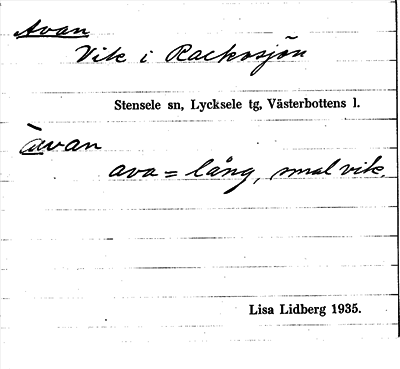 Avan
Vik i Rackosjön
Stensele sn, Lycksele tg, Västerbottens l.
àvan
ava = lång, smal vik.
Lisa Lidberg 1935.